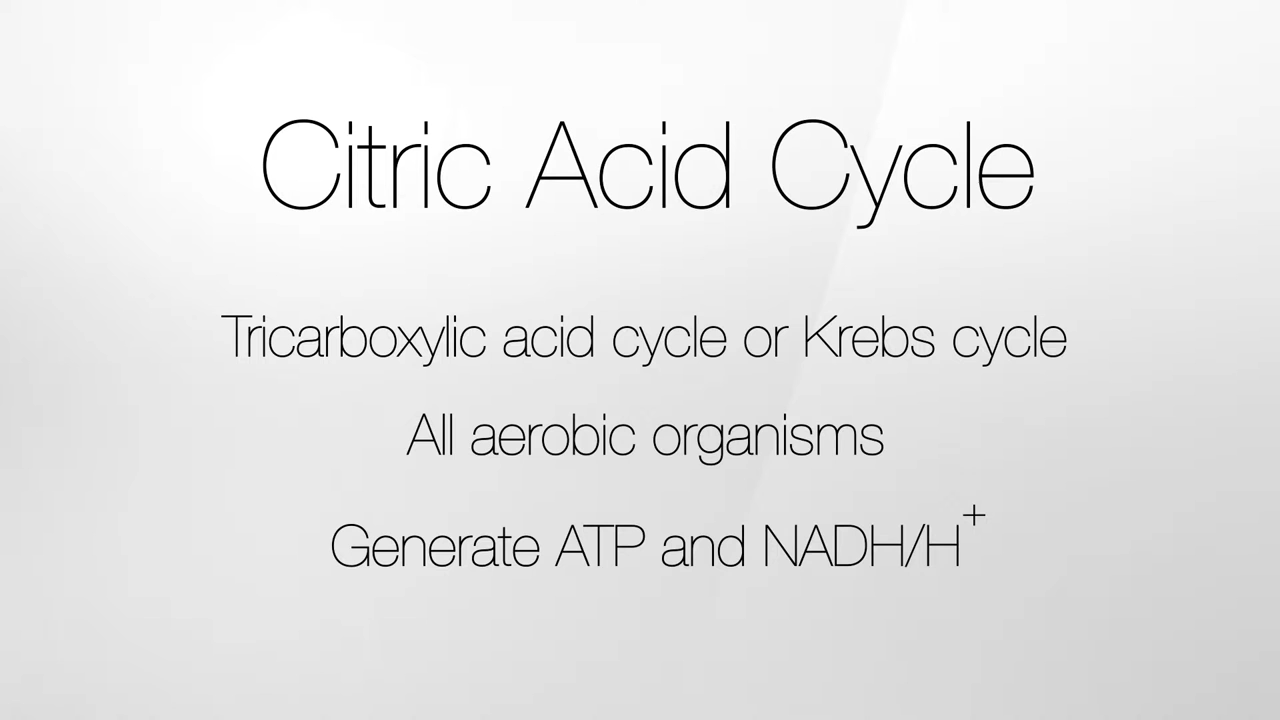 Citric Acid Cycle
Tricarboxylic acid cycle or Krebs cycle
All aerobic organisms
Generate ATP and NADH/H⁺